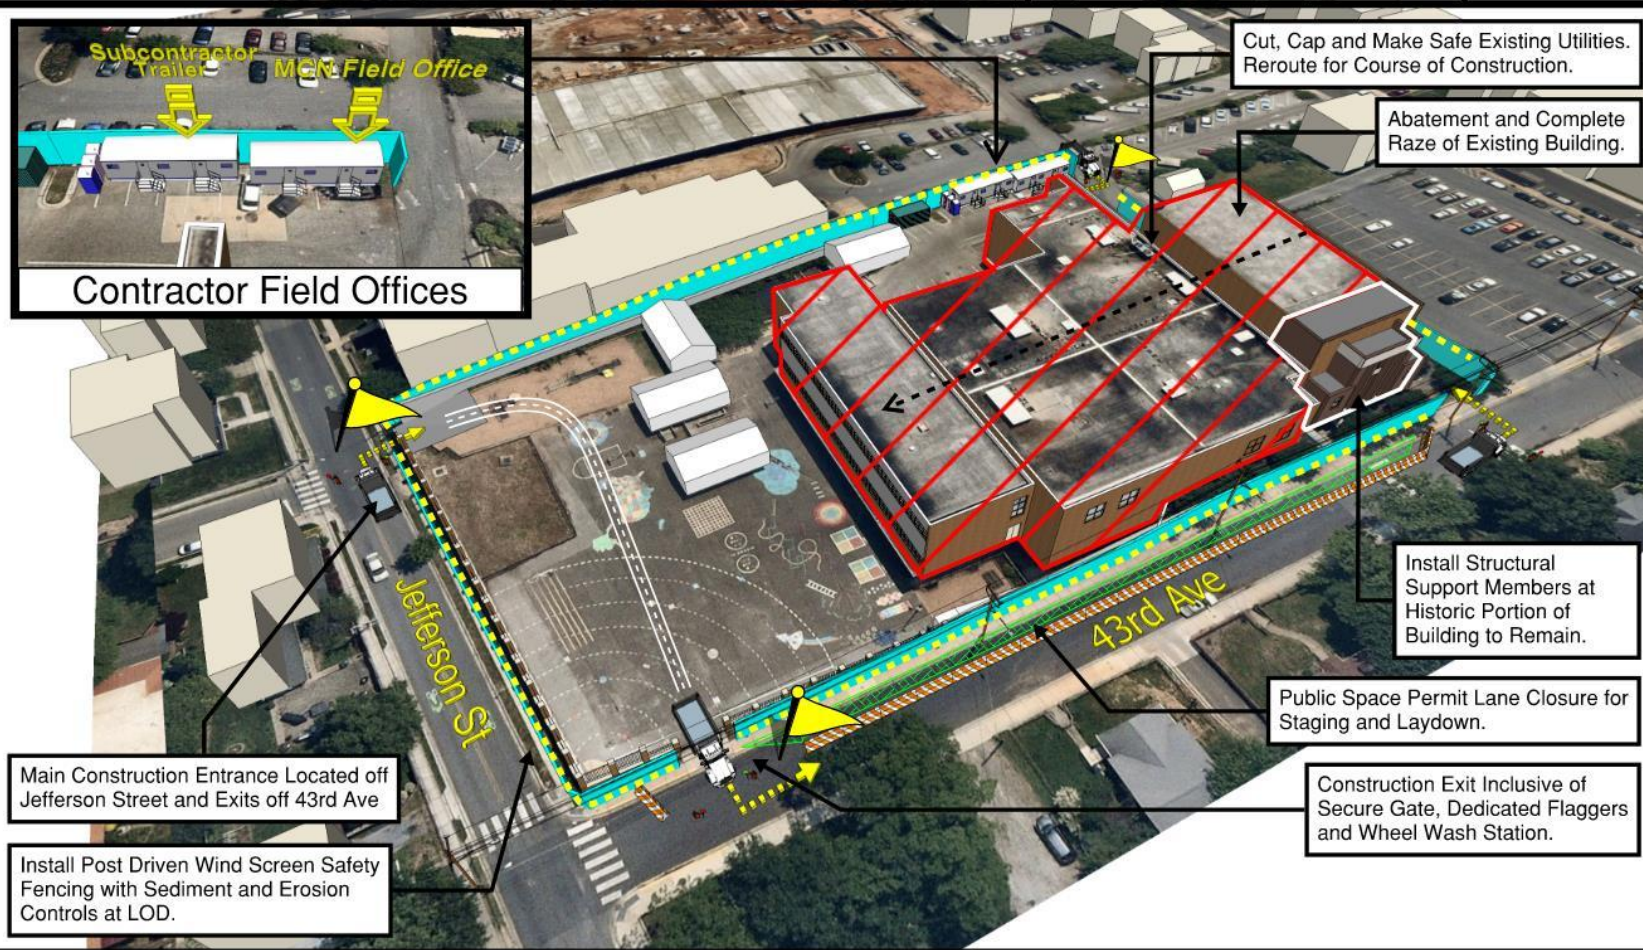 Subcontractor
Trailer
MCN Field Office
Contractor Field Offices
Cut, Cap and Make Safe Existing Utilities.
Reroute for Course of Construction.
Abatement and Complete
Raze of Existing Building.
Install Structural
Support Members at
Historic Portion of
Building to Remain.
Jefferson St
43rd Ave
Public Space Permit Lane Closure for
Staging and Laydown.
Main Construction Entrance Located off
Jefferson Street and Exits off 43rd Ave
Construction Exit Inclusive of
Secure Gate, Dedicated Flaggers
and Wheel Wash Station.
Install Post Driven Wind Screen Safety
Fencing with Sediment and Erosion
Controls at LOD.